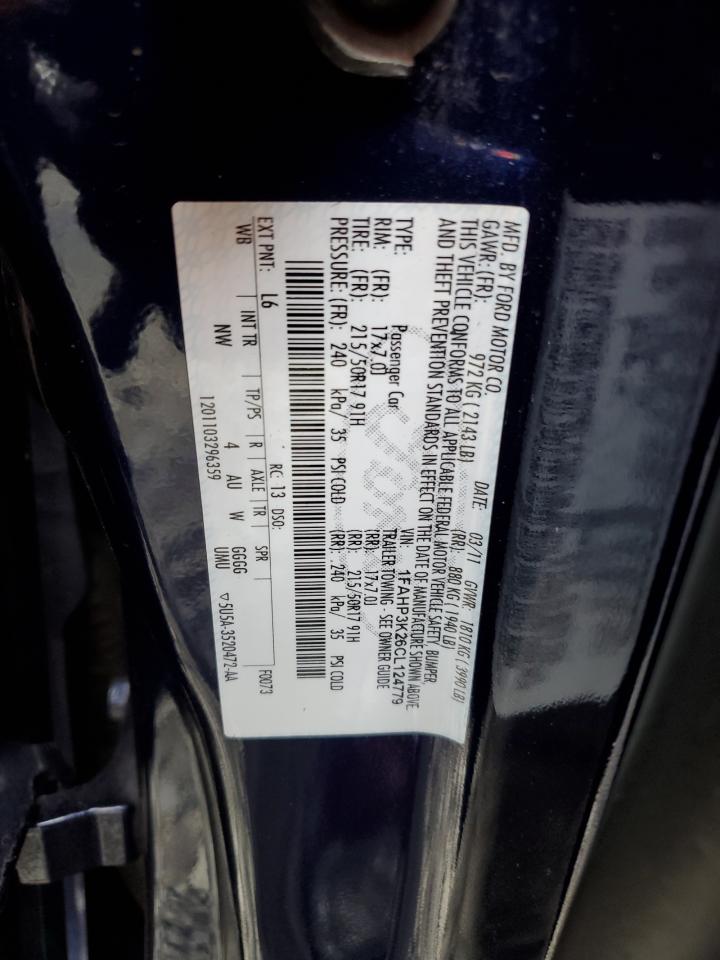 MFD. BY FORD MOTOR CO.
DATE: 03/11 GVWR: 1810 KG (3990 LB)
GAWR: (FR): 972 KG (2143 LB) (RR): 880 KG (1940 LB)
THIS VEHICLE CONFORMS TO ALL APPLICABLE FEDERAL MOTOR VEHICLE SAFETY, BUMPER
AND THEFT PREVENTION STANDARDS IN EFFECT ON THE DATE OF MANUFACTURE SHOWN ABOVE
VIN: 1FAHP3K26CL124779
TYPE: Passenger Car TRAILER TOWING - SEE OWNER GUIDE
RIM: (FR): 17x7.0J (RR): 17x7.0J
TIRE: (FR): 215/50R17 91H (RR): 215/50R17 91H
PRESSURE: (FR): 240 kPa/ 35 PSI COLD (RR): 240 kPa/ 35 PSI COLD
RC: 13 DSO: F0073
EXT PNT: L6
WB INT TR TP/PS R AXLE TR SPR
NW 4 AU W GGGG
UMU
1201103296359 5U5A-3520472-AA